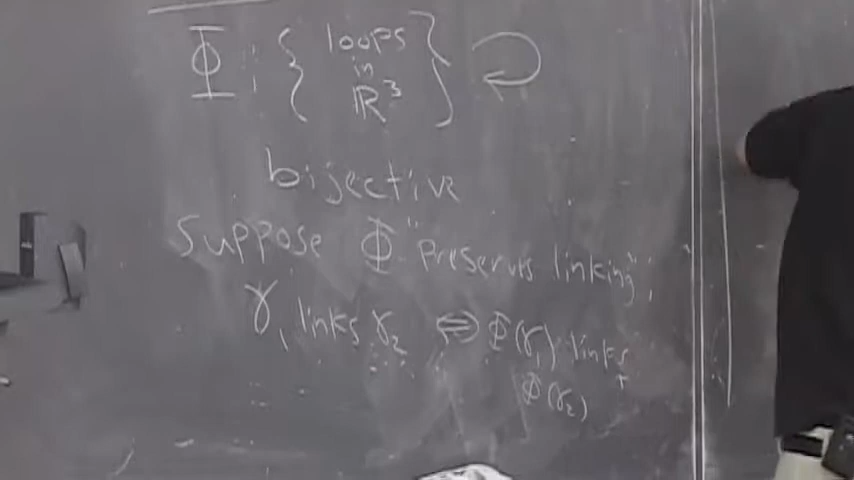 Φ : { loops in ℝ³ } ↩
bijective
Suppose Φ "preserves linking";
γ₁ links γ₂ ⇔ Φ(γ₁) links
Φ(γ₂)